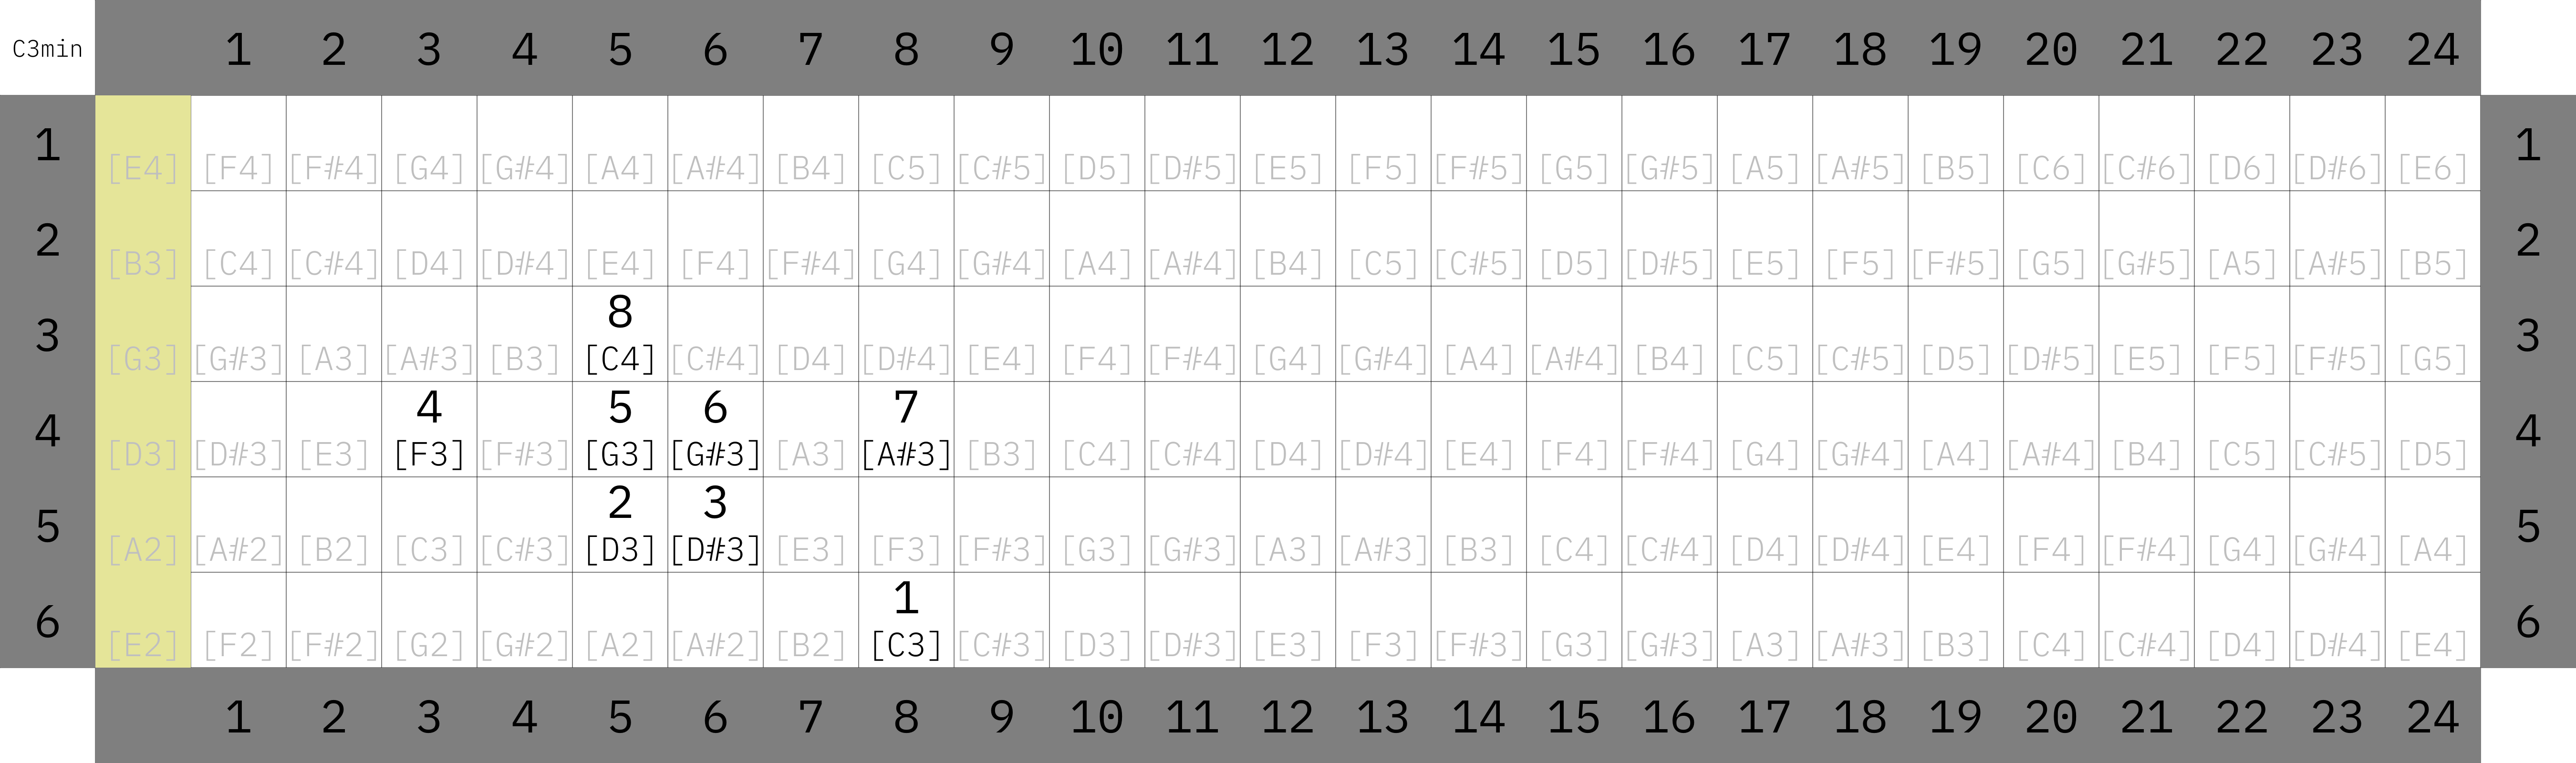 C3min 1 2 3 4 5 6 7 8 9 10 11 12 13 14 15 16 17 18 19 20 21 22 23 24
1 [E4] [F4] [F#4] [G4] [G#4] [A4] [A#4] [B4] [C5] [C#5] [D5] [D#5] [E5] [F5] [F#5] [G5] [G#5] [A5] [A#5] [B5] [C6] [C#6] [D6] [D#6] [E6] 1
2 [B3] [C4] [C#4] [D4] [D#4] [E4] [F4] [F#4] [G4] [G#4] [A4] [A#4] [B4] [C5] [C#5] [D5] [D#5] [E5] [F5] [F#5] [G5] [G#5] [A5] [A#5] [B5] 2
8
3 [G3] [G#3] [A3] [A#3] [B3] [C4] [C#4] [D4] [D#4] [E4] [F4] [F#4] [G4] [G#4] [A4] [A#4] [B4] [C5] [C#5] [D5] [D#5] [E5] [F5] [F#5] [G5] 3
4 5 6 7
4 [D3] [D#3] [E3] [F3] [F#3] [G3] [G#3] [A3] [A#3] [B3] [C4] [C#4] [D4] [D#4] [E4] [F4] [F#4] [G4] [G#4] [A4] [A#4] [B4] [C5] [C#5] [D5] 4
2 3
5 [A2] [A#2] [B2] [C3] [C#3] [D3] [D#3] [E3] [F3] [F#3] [G3] [G#3] [A3] [A#3] [B3] [C4] [C#4] [D4] [D#4] [E4] [F4] [F#4] [G4] [G#4] [A4] 5
1
6 [E2] [F2] [F#2] [G2] [G#2] [A2] [A#2] [B2] [C3] [C#3] [D3] [D#3] [E3] [F3] [F#3] [G3] [G#3] [A3] [A#3] [B3] [C4] [C#4] [D4] [D#4] [E4] 6
1 2 3 4 5 6 7 8 9 10 11 12 13 14 15 16 17 18 19 20 21 22 23 24